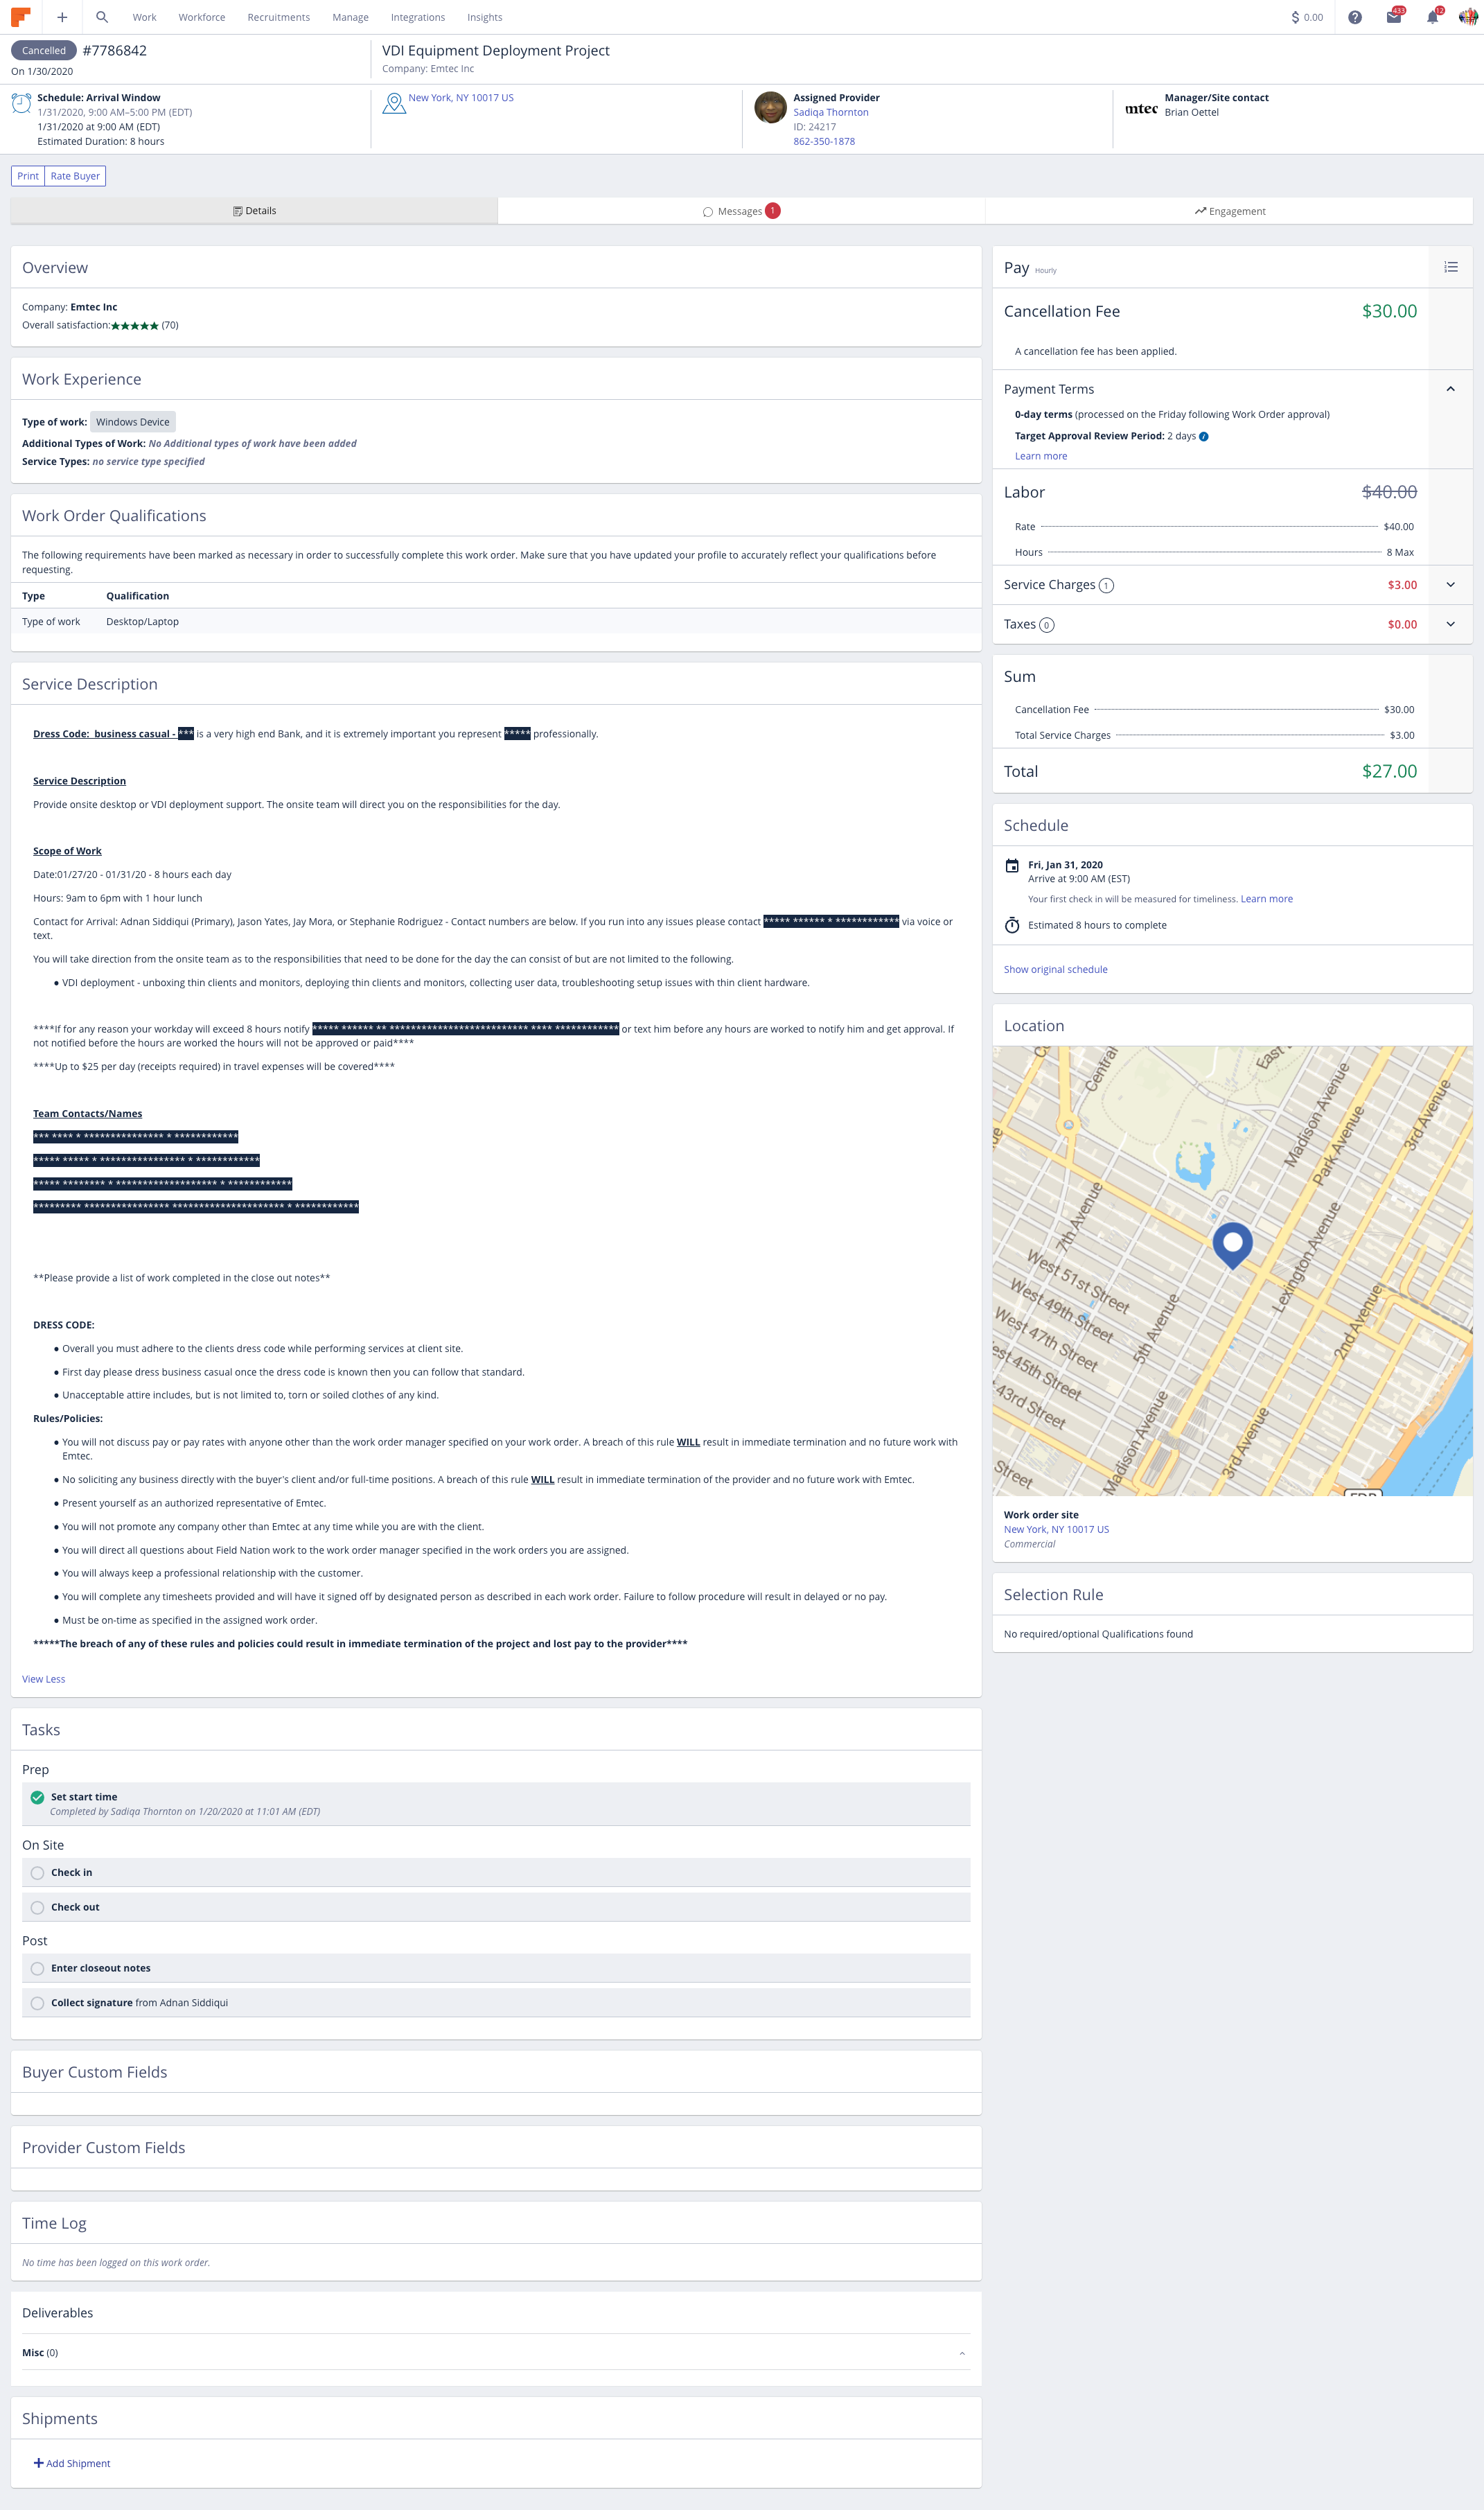 Work Workforce Recruitments Manage Integrations Insights
$ 0.00 433 12
Cancelled #7786842
On 1/30/2020
VDI Equipment Deployment Project
Company: Emtec Inc
Schedule: Arrival Window
1/31/2020, 9:00 AM–5:00 PM (EDT)
1/31/2020 at 9:00 AM (EDT)
Estimated Duration: 8 hours
New York, NY 10017 US
Assigned Provider
Sadiqa Thornton
ID: 24217
862-350-1878
mtec
Manager/Site contact
Brian Oettel
Print Rate Buyer
Details
Messages 1
Engagement
Overview
Company: Emtec Inc
Overall satisfaction:★★★★★ (70)
Work Experience
Type of work: Windows Device
Additional Types of Work: No Additional types of work have been added
Service Types: no service type specified
Work Order Qualifications
The following requirements have been marked as necessary in order to successfully complete this work order. Make sure that you have updated your profile to accurately reflect your qualifications before
requesting.
Type Qualification
Type of work Desktop/Laptop
Service Description
Dress Code: business casual - *** is a very high end Bank, and it is extremely important you represent ***** professionally.
Service Description
Provide onsite desktop or VDI deployment support. The onsite team will direct you on the responsibilities for the day.
Scope of Work
Date:01/27/20 - 01/31/20 - 8 hours each day
Hours: 9am to 6pm with 1 hour lunch
Contact for Arrival: Adnan Siddiqui (Primary), Jason Yates, Jay Mora, or Stephanie Rodriguez - Contact numbers are below. If you run into any issues please contact ***** ****** * ************ via voice or
text.
You will take direction from the onsite team as to the responsibilities that need to be done for the day the can consist of but are not limited to the following.
● VDI deployment - unboxing thin clients and monitors, deploying thin clients and monitors, collecting user data, troubleshooting setup issues with thin client hardware.
****If for any reason your workday will exceed 8 hours notify ***** ****** ** ************************** **** ************ or text him before any hours are worked to notify him and get approval. If
not notified before the hours are worked the hours will not be approved or paid****
****Up to $25 per day (receipts required) in travel expenses will be covered****
Team Contacts/Names
*** **** * *************** * ************
***** ***** * **************** * ************
***** ******** * ******************* * ************
********* **************** ********************* * ************
**Please provide a list of work completed in the close out notes**
DRESS CODE:
● Overall you must adhere to the clients dress code while performing services at client site.
● First day please dress business casual once the dress code is known then you can follow that standard.
● Unacceptable attire includes, but is not limited to, torn or soiled clothes of any kind.
Rules/Policies:
● You will not discuss pay or pay rates with anyone other than the work order manager specified on your work order. A breach of this rule WILL result in immediate termination and no future work with
Emtec.
● No soliciting any business directly with the buyer's client and/or full-time positions. A breach of this rule WILL result in immediate termination of the provider and no future work with Emtec.
● Present yourself as an authorized representative of Emtec.
● You will not promote any company other than Emtec at any time while you are with the client.
● You will direct all questions about Field Nation work to the work order manager specified in the work orders you are assigned.
● You will always keep a professional relationship with the customer.
● You will complete any timesheets provided and will have it signed off by designated person as described in each work order. Failure to follow procedure will result in delayed or no pay.
● Must be on-time as specified in the assigned work order.
*****The breach of any of these rules and policies could result in immediate termination of the project and lost pay to the provider****
View Less
Tasks
Prep
Set start time
Completed by Sadiqa Thornton on 1/20/2020 at 11:01 AM (EDT)
On Site
Check in
Check out
Post
Enter closeout notes
Collect signature from Adnan Siddiqui
Buyer Custom Fields
Provider Custom Fields
Time Log
No time has been logged on this work order.
Deliverables
Misc (0)
Shipments
+ Add Shipment
Pay Hourly
Cancellation Fee $30.00
A cancellation fee has been applied.
Payment Terms
0-day terms (processed on the Friday following Work Order approval)
Target Approval Review Period: 2 days
Learn more
Labor $40.00
Rate $40.00
Hours 8 Max
Service Charges 1 $3.00
Taxes 0 $0.00
Sum
Cancellation Fee $30.00
Total Service Charges $3.00
Total $27.00
Schedule
Fri, Jan 31, 2020
Arrive at 9:00 AM (EST)
Your first check in will be measured for timeliness. Learn more
Estimated 8 hours to complete
Show original schedule
Location
Central
East
Madison Avenue
Park Avenue
3rd Avenue
7th Avenue
Lexington Avenue
West 51st Street
West 49th Street
West 47th Street
est 45th Street
43rd Street
Street
5th Avenue
2nd Avenue
Madison Avenue
3rd Avenue
FDR
Work order site
New York, NY 10017 US
Commercial
Selection Rule
No required/optional Qualifications found